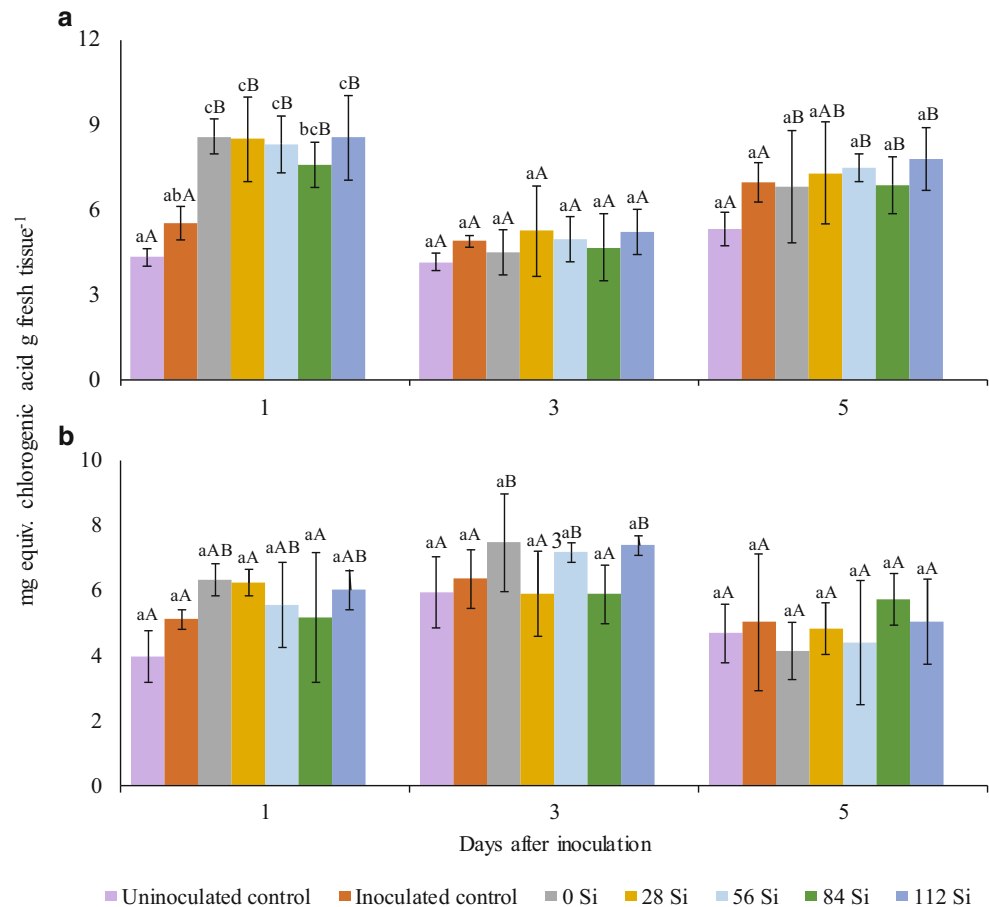 a
mg equiv. chlorogenic acid g fresh tissue-1
12
9
6
3
0
aA abA cB cB cB bcB cB
aA aA aA aA aA aA aA
aA aA aB aAB aB aB aB
1 3 5
b
10
8
6
4
2
0
aA aA aAB aA aAB aA aAB
aA aA aB aA 3 aB aA aB
aA aA aA aA aA aA aA
1 3 5
Days after inoculation
Uninoculated control Inoculated control 0 Si 28 Si 56 Si 84 Si 112 Si